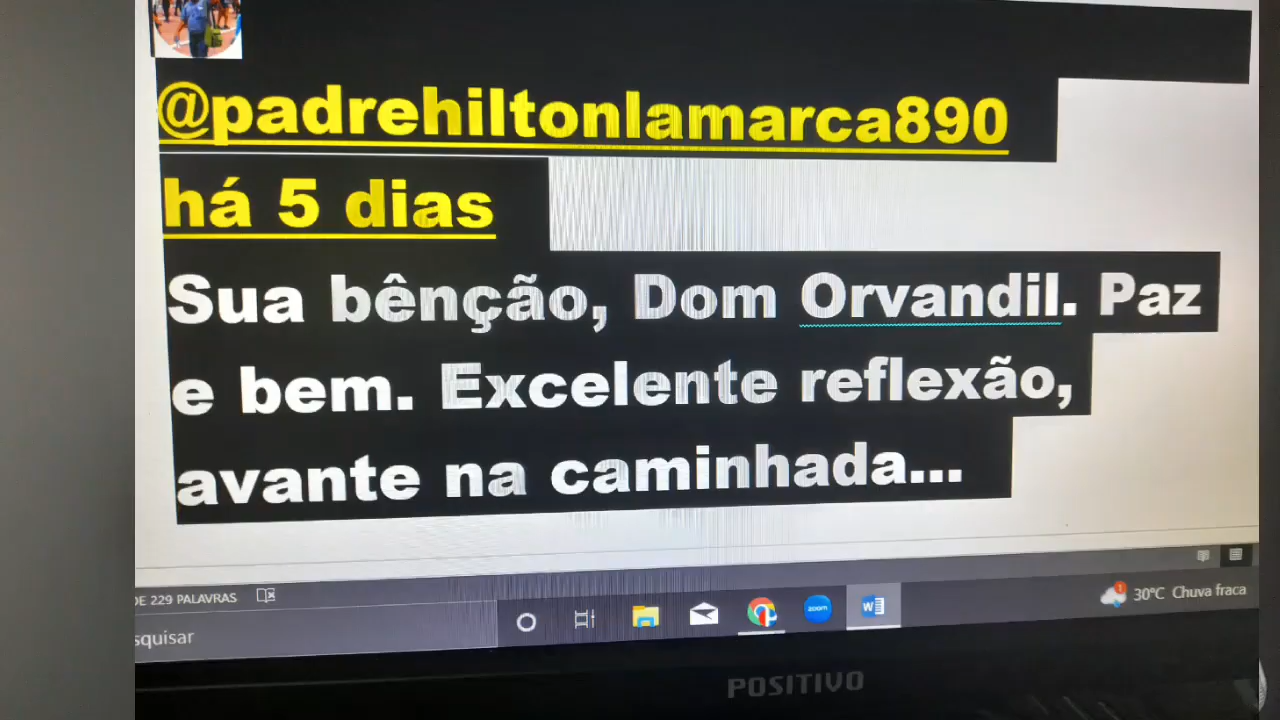 @padrehiltonlamarca890
há 5 dias
Sua bênção, Dom Orvandil. Paz
e bem. Excelente reflexão,
avante na caminhada...
DE 229 PALAVRAS
squisar
zoom
W
30°C Chuva fraca
POSITIVO